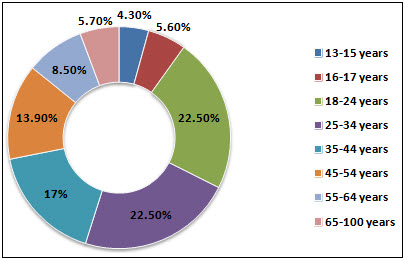 5.70%
4.30%
5.60%
8.50%
13.90%
22.50%
17%
22.50%
13-15 years
16-17 years
18-24 years
25-34 years
35-44 years
45-54 years
55-64 years
65-100 years